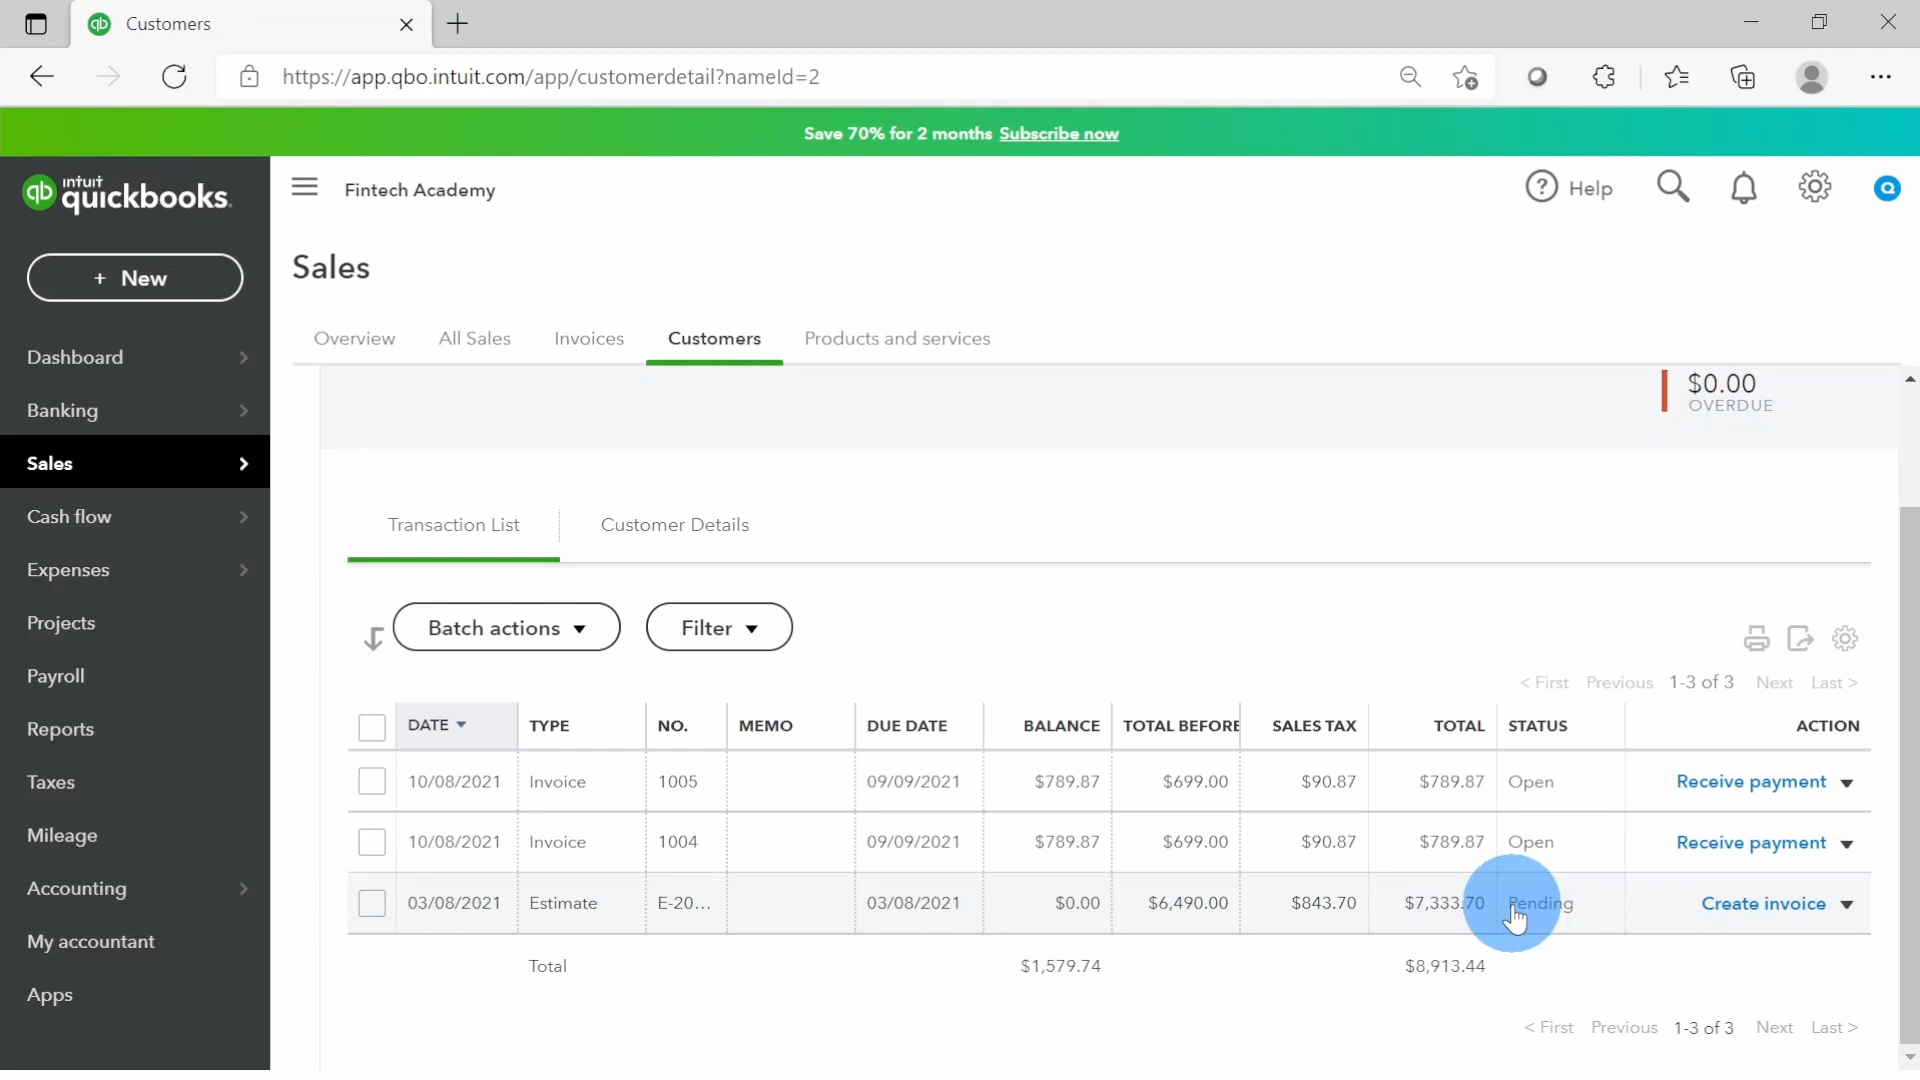 Customers
https://app.qbo.intuit.com/app/customerdetail?nameId=2
Save 70% for 2 months Subscribe now
qb intuit quickbooks.
Fintech Academy
? Help
Q
+ New
Sales
Overview All Sales Invoices Customers Products and services
Dashboard
Banking
Sales
Cash flow
Expenses
Projects
Payroll
Reports
Taxes
Mileage
Accounting
My accountant
Apps
$0.00
OVERDUE
Transaction List Customer Details
Batch actions Filter
< First Previous 1-3 of 3 Next Last >
DATE TYPE NO. MEMO DUE DATE BALANCE TOTAL BEFORE SALES TAX TOTAL STATUS ACTION
10/08/2021 Invoice 1005 09/09/2021 $789.87 $699.00 $90.87 $789.87 Open Receive payment
10/08/2021 Invoice 1004 09/09/2021 $789.87 $699.00 $90.87 $789.87 Open Receive payment
03/08/2021 Estimate E-20... 03/08/2021 $0.00 $6,490.00 $843.70 $7,333.70 Pending Create invoice
Total $1,579.74 $8,913.44
< First Previous 1-3 of 3 Next Last >